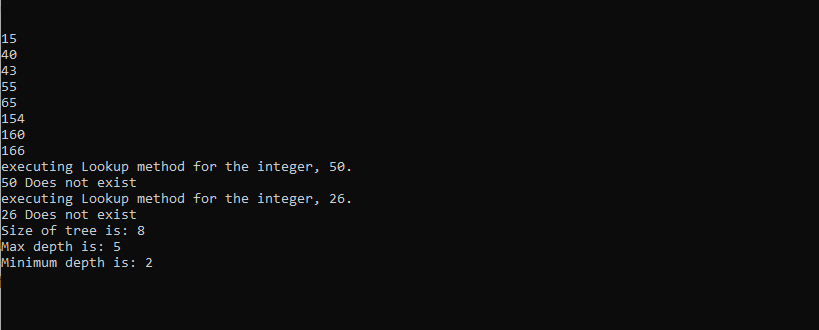 15
40
43
55
65
154
160
166
executing Lookup method for the integer, 50.
50 Does not exist
executing Lookup method for the integer, 26.
26 Does not exist
Size of tree is: 8
Max depth is: 5
Minimum depth is: 2